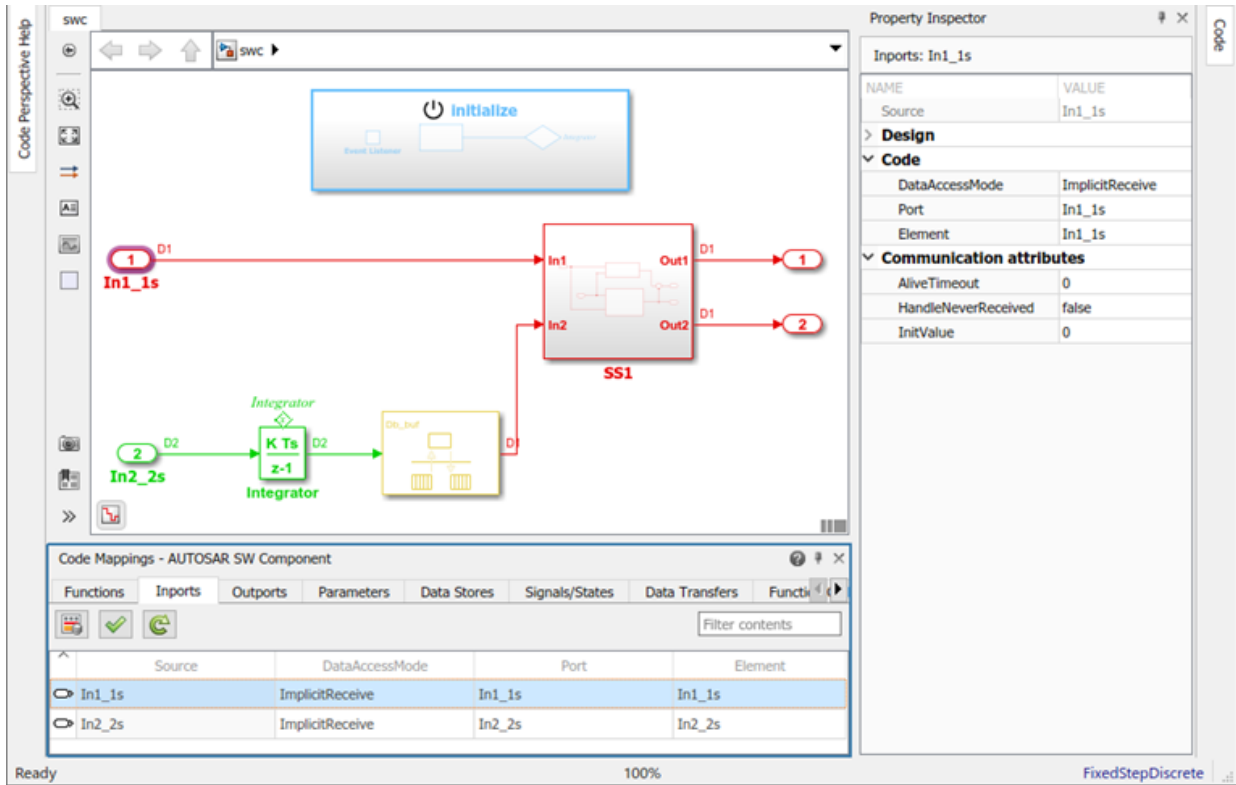 Code Perspective Help
swc
swc
initialize
Event Listener
Integrator
1
In1_1s
D1
In1
In2
Out1
Out2
SS1
D1
1
D1
2
2
In2_2s
D2
Integrator
K Ts
z-1
Integrator
D2
Db_buf
D1
Code Mappings - AUTOSAR SW Component
Functions Inports Outports Parameters Data Stores Signals/States Data Transfers Functi
Filter contents
Source DataAccessMode Port Element
In1_1s ImplicitReceive In1_1s In1_1s
In2_2s ImplicitReceive In2_2s In2_2s
Property Inspector
Inports: In1_1s
NAME VALUE
Source In1_1s
Design
Code
DataAccessMode ImplicitReceive
Port In1_1s
Element In1_1s
Communication attributes
AliveTimeout 0
HandleNeverReceived false
InitValue 0
Code
Ready 100% FixedStepDiscrete